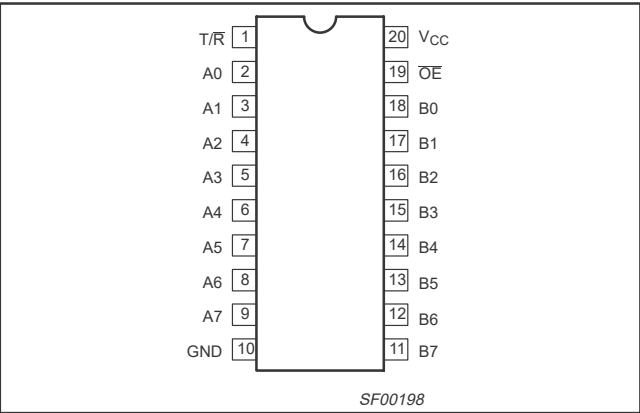 T/R̅ 1 20 VCC
A0 2 19 O̅E̅
A1 3 18 B0
A2 4 17 B1
A3 5 16 B2
A4 6 15 B3
A5 7 14 B4
A6 8 13 B5
A7 9 12 B6
GND 10 11 B7
SF00198